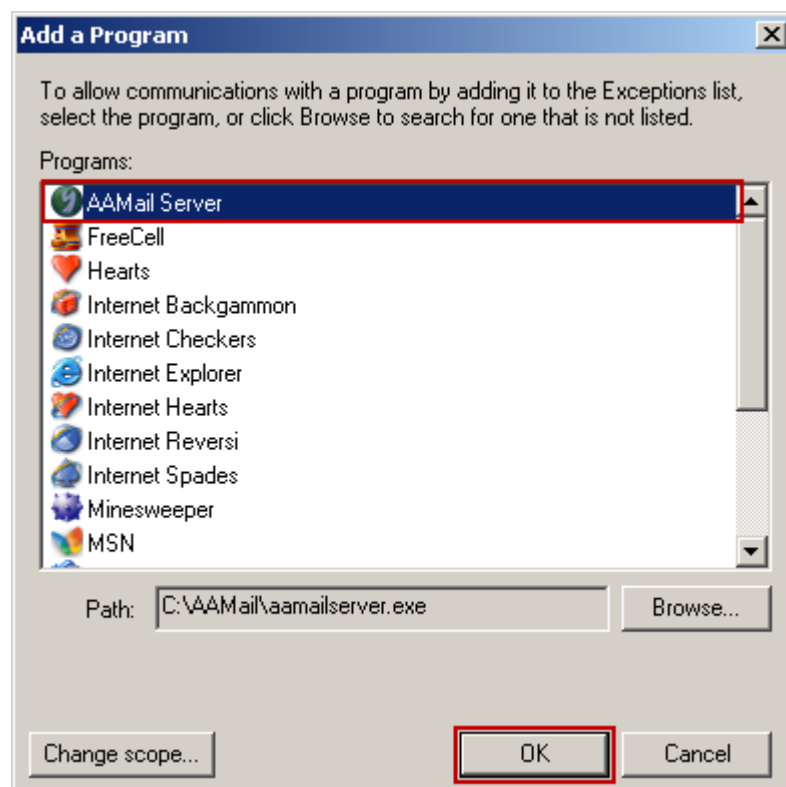 Add a Program
To allow communications with a program by adding it to the Exceptions list,
select the program, or click Browse to search for one that is not listed.
Programs:
AAMail Server
FreeCell
Hearts
Internet Backgammon
Internet Checkers
Internet Explorer
Internet Hearts
Internet Reversi
Internet Spades
Minesweeper
MSN
Path: C:\AAMail\aamailserver.exe Browse...
Change scope... OK Cancel